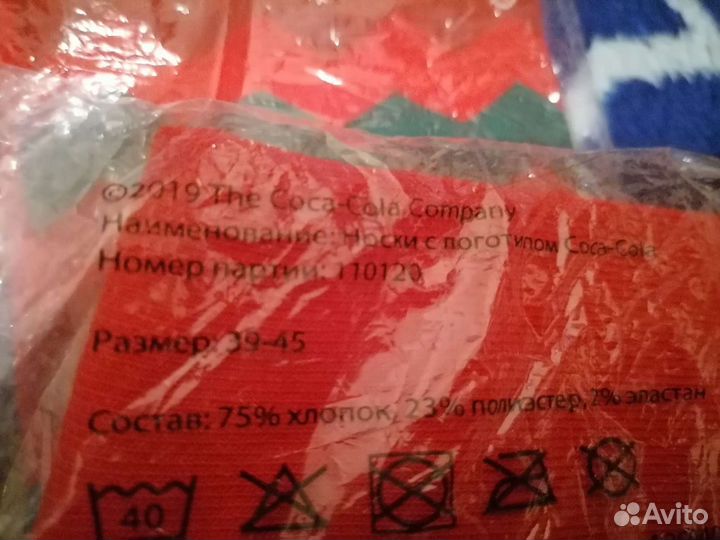 ©2019 The Coca-Cola Company
Наименование: Носки с логотипом Coca-Cola
Номер партии: 110120
Размер: 39-45
Состав: 75% хлопок, 23% полиэстер, 2% эластан
40
Avito